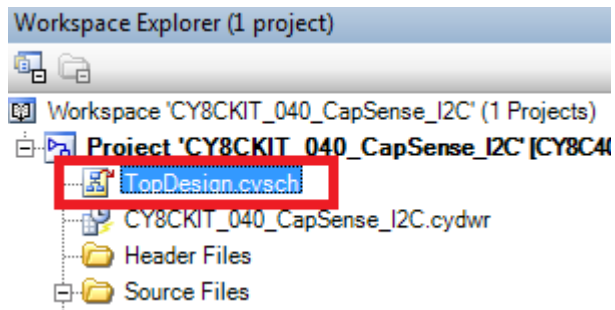 Workspace Explorer (1 project)
Workspace 'CY8CKIT_040_CapSense_I2C' (1 Projects)
Project 'CY8CKIT_040_CapSense_I2C' [CY8C40
TopDesign.cysch
CY8CKIT_040_CapSense_I2C.cydwr
Header Files
Source Files